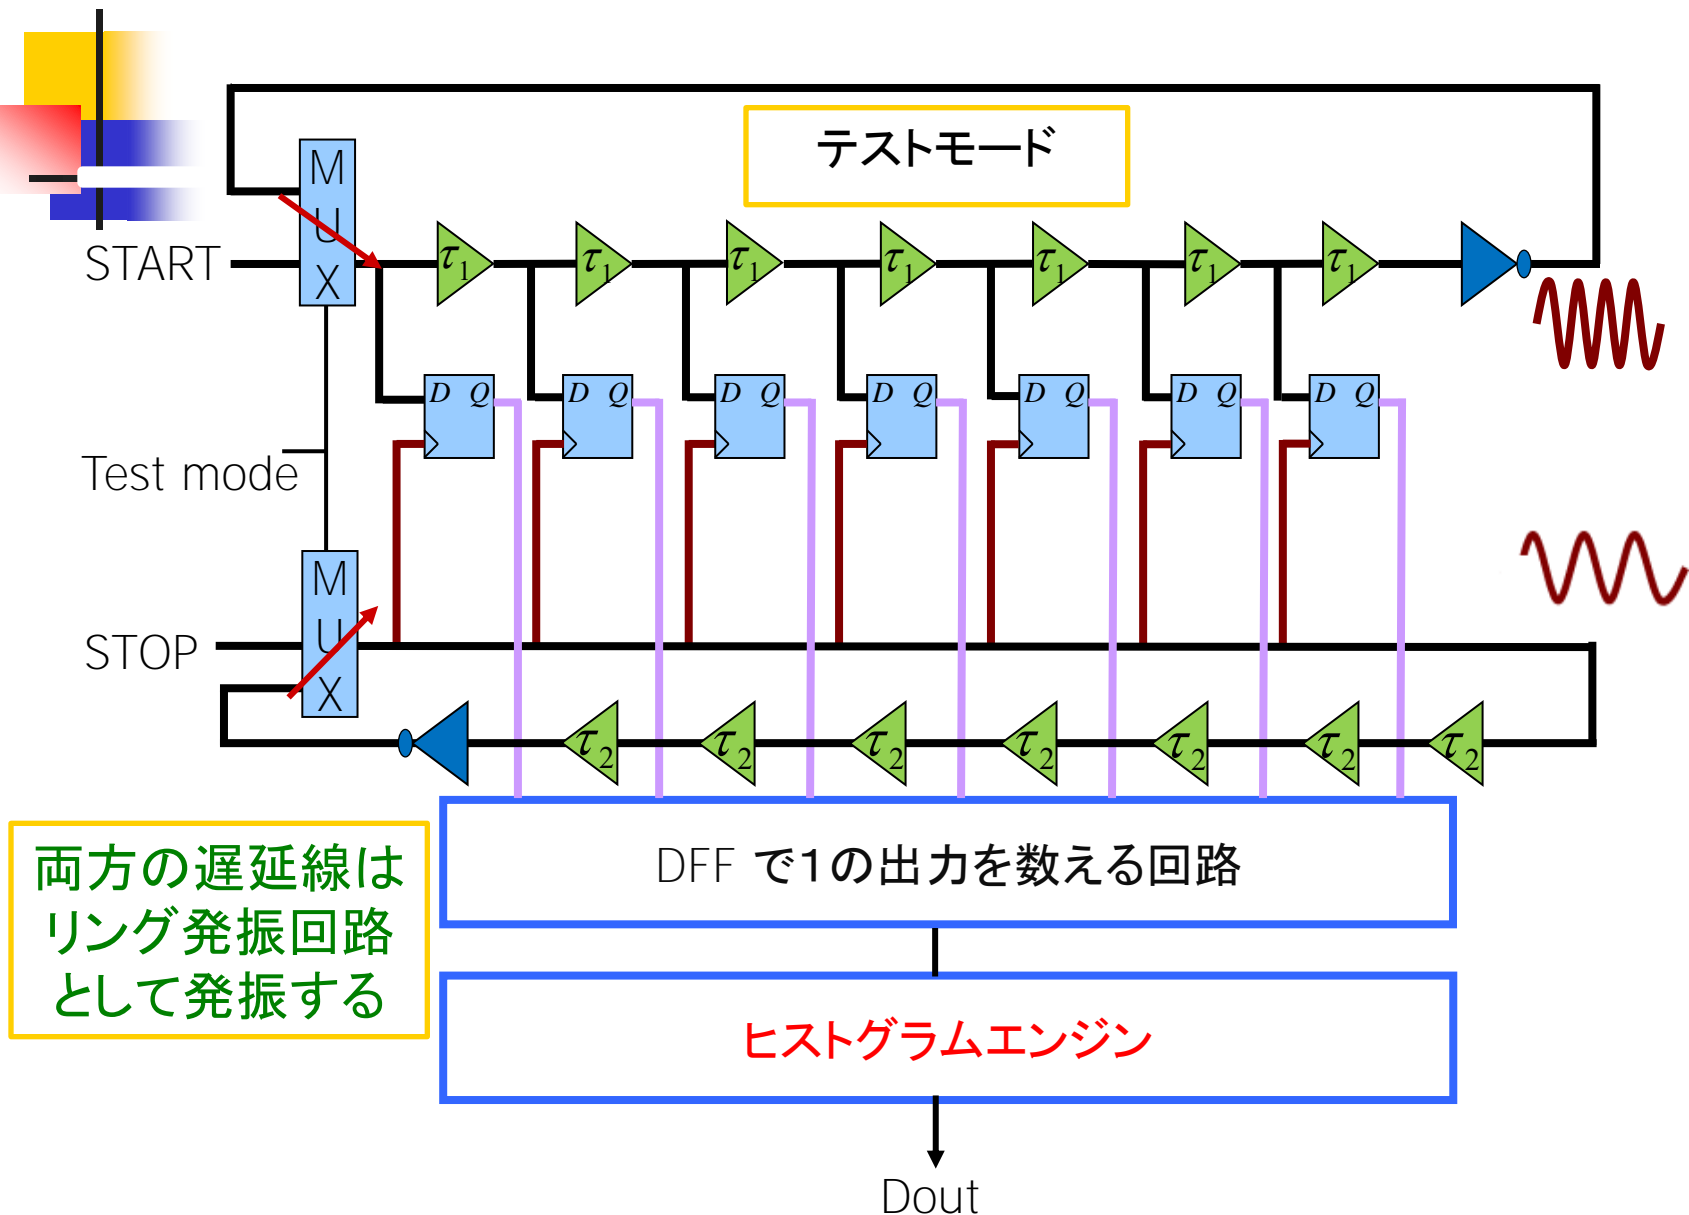 テストモード
M
U
X
START
τ1 τ1 τ1 τ1 τ1 τ1 τ1
D Q D Q D Q D Q D Q D Q D Q
Test mode
M
U
X
STOP
τ2 τ2 τ2 τ2 τ2 τ2 τ2
両方の遅延線は
リング発振回路
として発振する
DFF で1の出力を数える回路
ヒストグラムエンジン
Dout